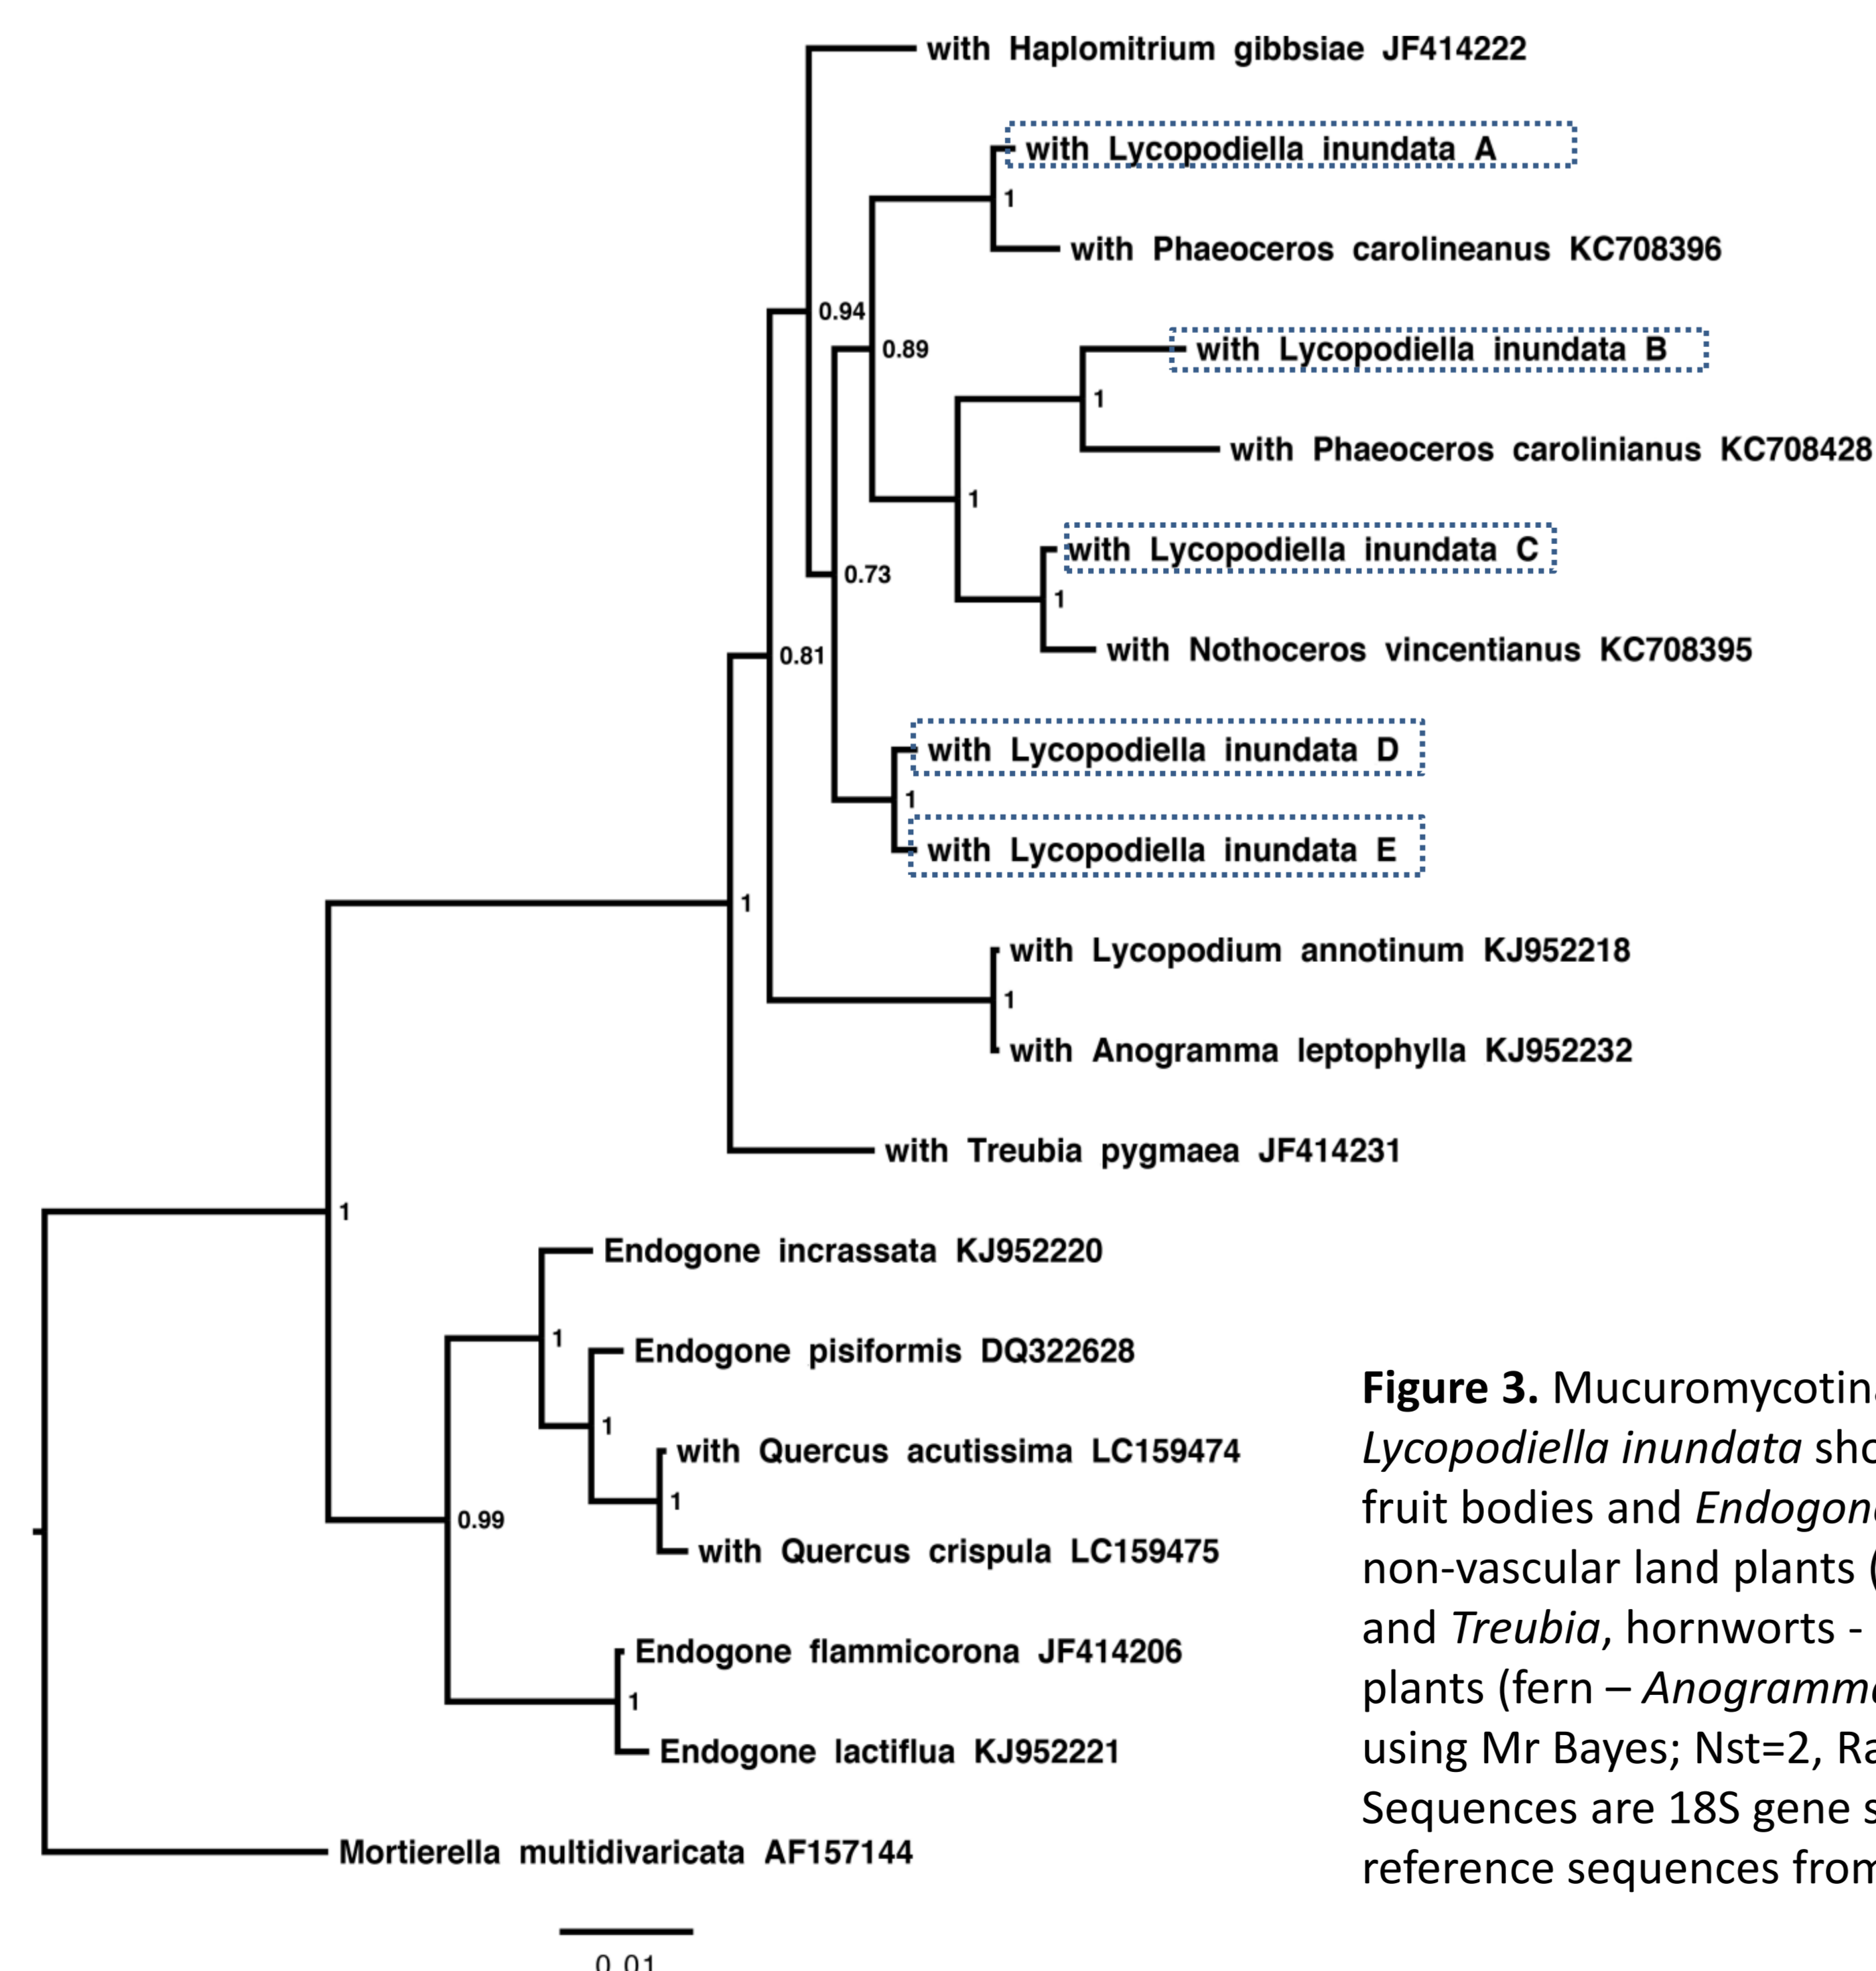 with Haplomitrium gibbsiae JF414222
with Lycopodiella inundata A
1
with Phaeoceros carolineanus KC708396
0.94
0.89
with Lycopodiella inundata B
1
with Phaeoceros carolinianus KC708428
1
with Lycopodiella inundata C
0.73
1
with Nothoceros vincentianus KC708395
0.81
with Lycopodiella inundata D
1
with Lycopodiella inundata E
1
with Lycopodium annotinum KJ952218
1
with Anogramma leptophylla KJ952232
with Treubia pygmaea JF414231
1
Endogone incrassata KJ952220
1
Endogone pisiformis DQ322628
1
with Quercus acutissima LC159474
1
0.99
with Quercus crispula LC159475
Endogone flammicorona JF414206
1
Endogone lactiflua KJ952221
Mortierella multidivaricata AF157144
0.01
Figure 3. Mucuromycotina
Lycopodiella inundata
fruit bodies and
non-vascular land plants (
and Treubia, hornworts -
plants (fern – Anogramma
using Mr Bayes; Nst=2,
Sequences are 18S gene
reference sequences from